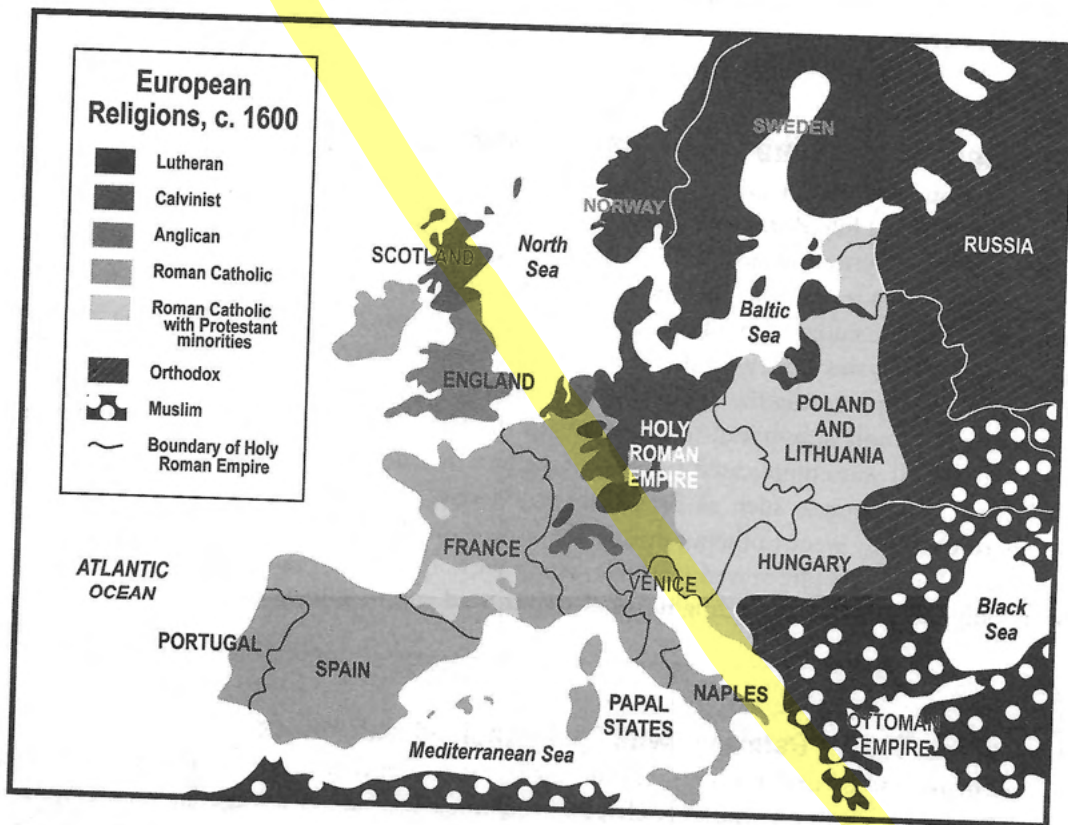 European
Religions, c. 1600
Lutheran
Calvinist
Anglican
Roman Catholic
Roman Catholic
with Protestant
minorities
Orthodox
Muslim
Boundary of Holy
Roman Empire
SWEDEN
NORWAY
RUSSIA
SCOTLAND
North
Sea
Baltic
Sea
ENGLAND
POLAND
AND
LITHUANIA
HOLY
ROMAN
EMPIRE
FRANCE
HUNGARY
VENICE
ATLANTIC
OCEAN
Black
Sea
PORTUGAL
SPAIN
PAPAL
STATES
NAPLES
OTTOMAN
EMPIRE
Mediterranean Sea